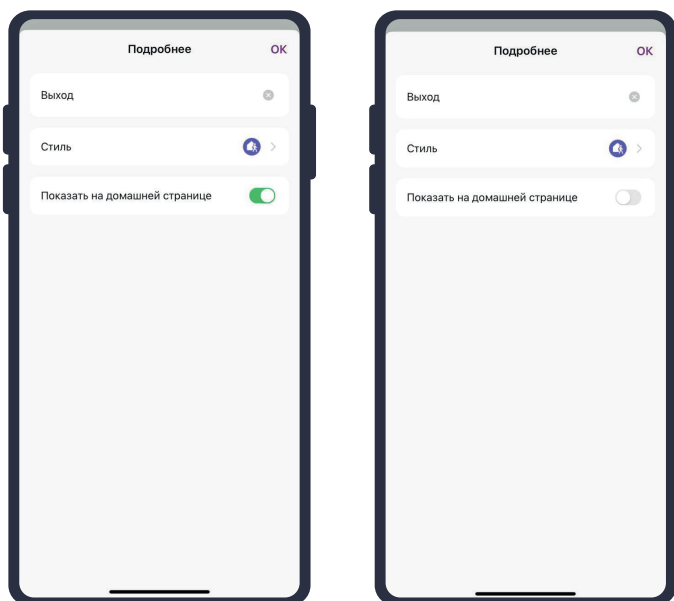 Подробнее
OK
Выход
Стиль
Показать на домашней странице
Подробнее
OK
Выход
Стиль
Показать на домашней странице